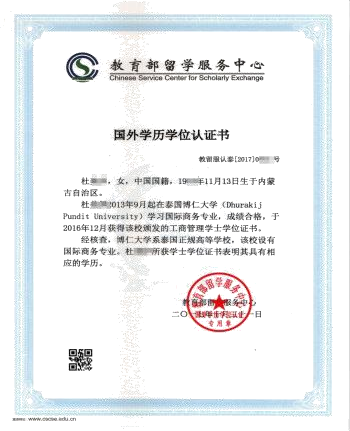 教育部留学服务中心
Chinese Service Center for Scholarly Exchange
国外学历学位认证书
教留服认泰[2017]0 号
杜 ，女，中国国籍，19 年11月13日生于内蒙
古自治区。
杜 2013年9月起在泰国博仁大学（Dhurakij
Pundit University）学习国际商务专业，成绩合格，于
2016年12月获得该校颁发的工商管理学士学位证书。
经核查，博仁大学系泰国正规高等学校，该校设有
国际商务专业。杜 所获学士学位证书表明其具有相
应的学历。
教育部留学服务中心
二〇一 年 月 一日
专用章
www.cscse.edu.cn